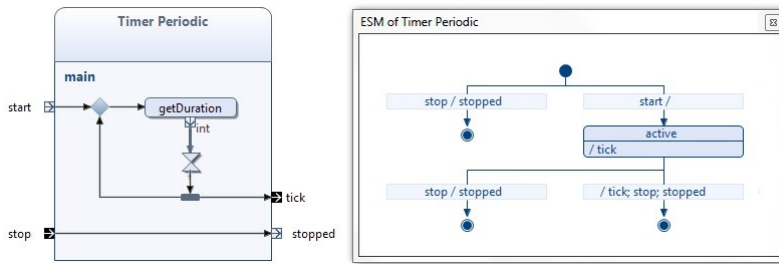 Timer Periodic
main
start
getDuration
int
tick
stop
stopped
ESM of Timer Periodic
stop / stopped
start /
active
/ tick
stop / stopped
/ tick; stop; stopped